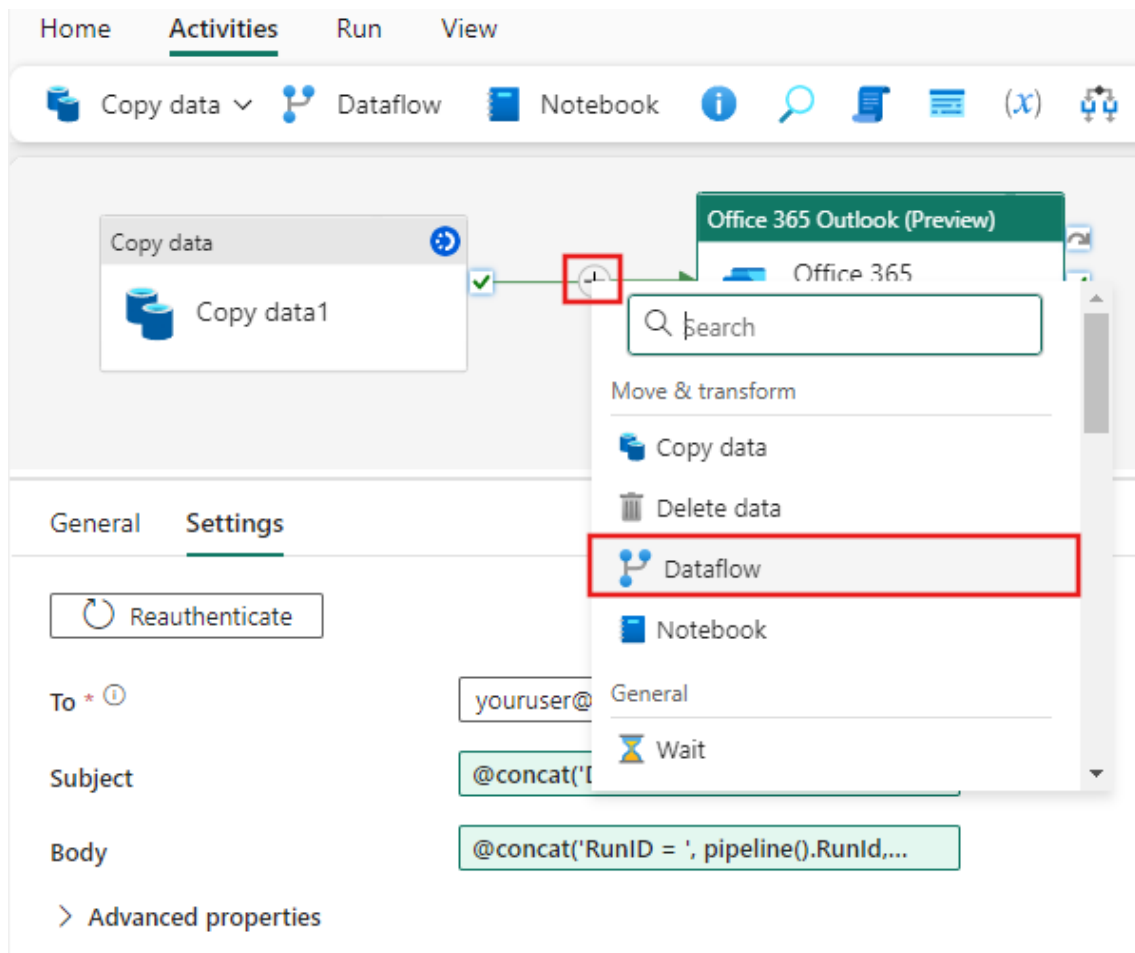 Home Activities Run View
Copy data Dataflow Notebook (x)
Office 365 Outlook (Preview)
Copy data
Office 365
Copy data1
Search
Move & transform
Copy data
Delete data
General Settings
Dataflow
Reauthenticate
Notebook
To * youruser@
General
Wait
Subject @concat('D
Body @concat('RunID = ', pipeline().RunId,...
Advanced properties